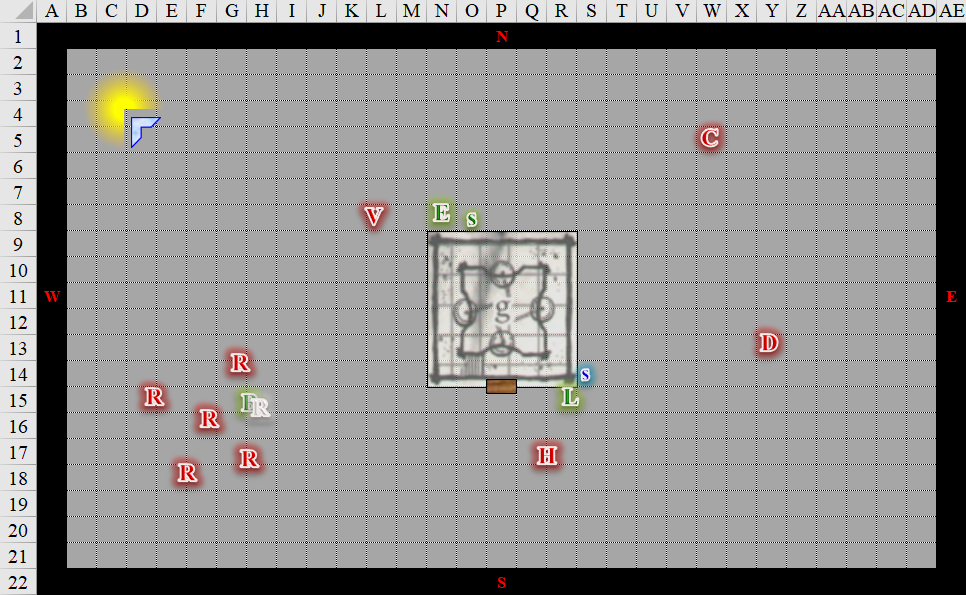 A B C D E F G H I J K L M N O P Q R S T U V W X Y Z AA AB AC AD AE
1 N
2
3
4
5 C
6
7
8 V E s
9
10
11 W g E
12
13 R D
14 s
15 R R L
16 R
17 R H
18 R
19
20
21
22 S